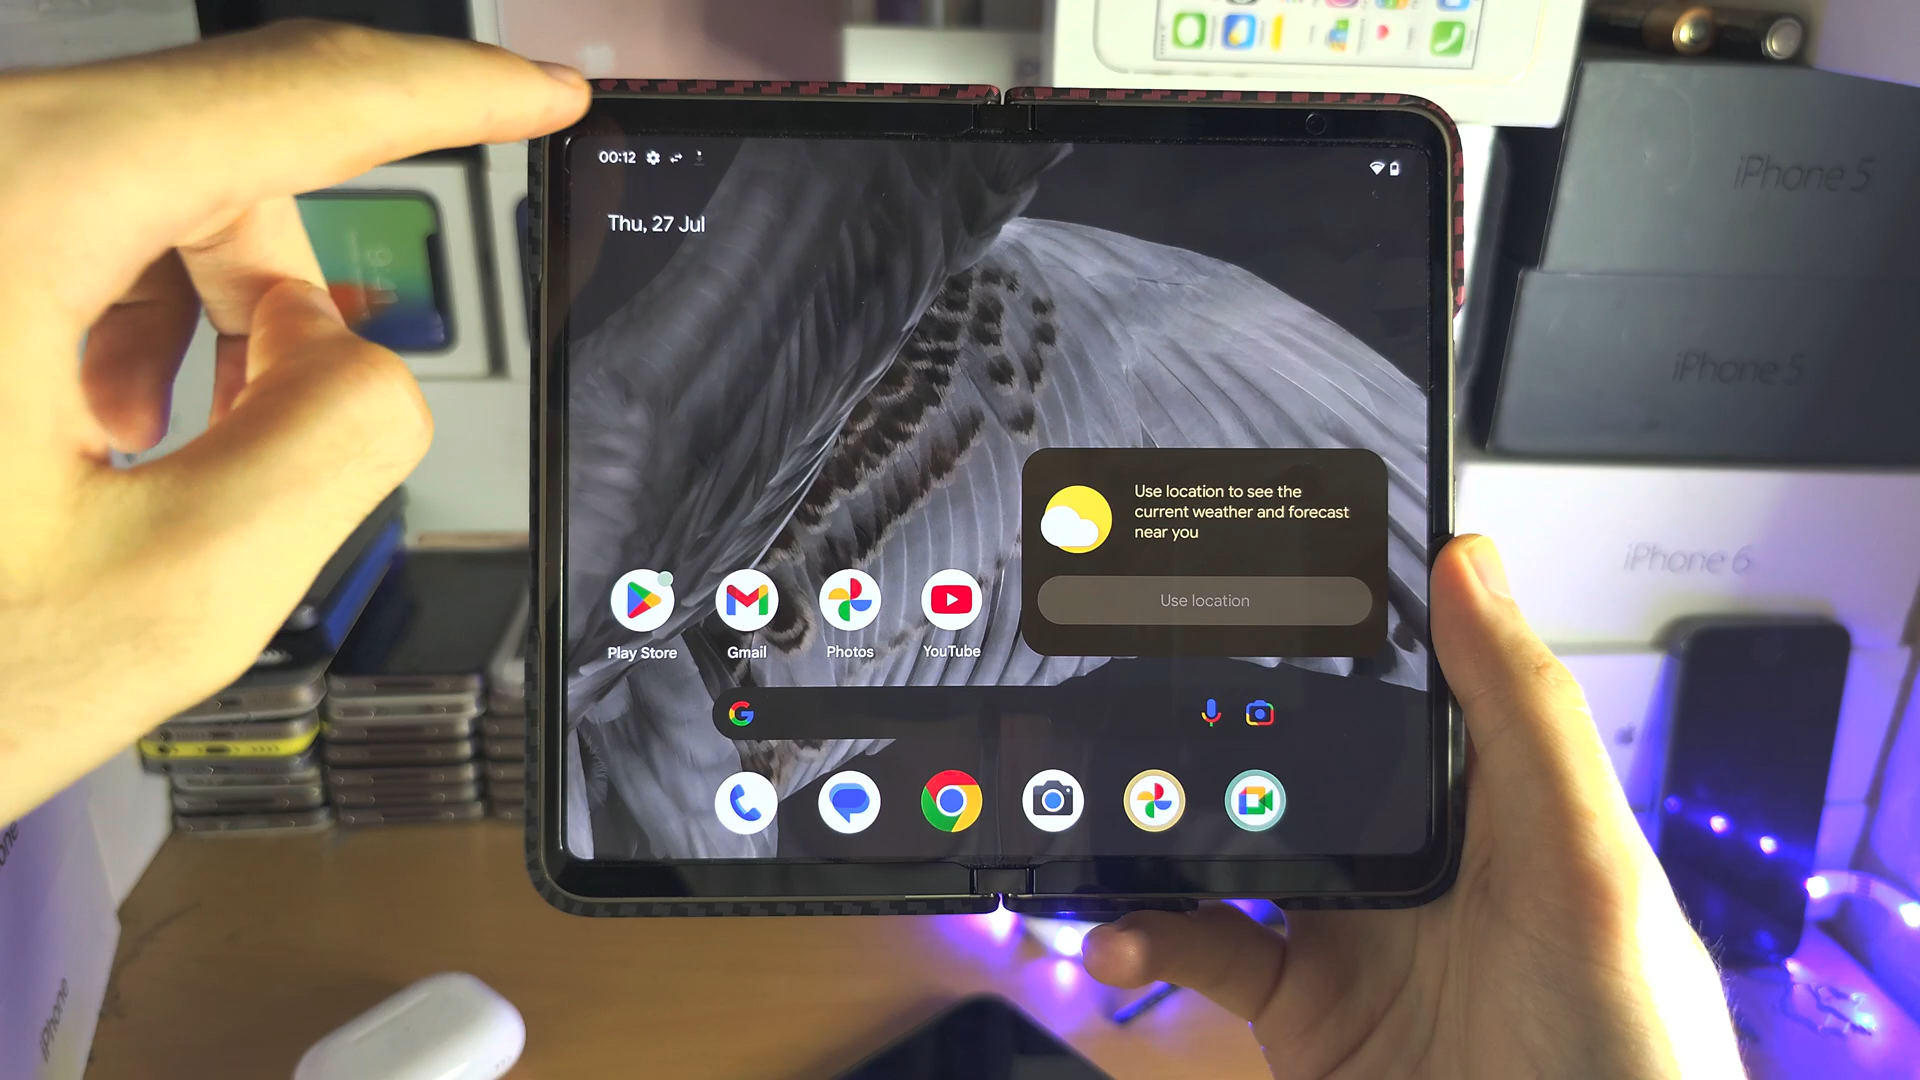 00:12
Thu, 27 Jul
Use location to see the
current weather and forecast
near you
Use location
Play Store
Gmail
Photos
YouTube
iPhone 5
iPhone 5
iPhone 6
iPhone